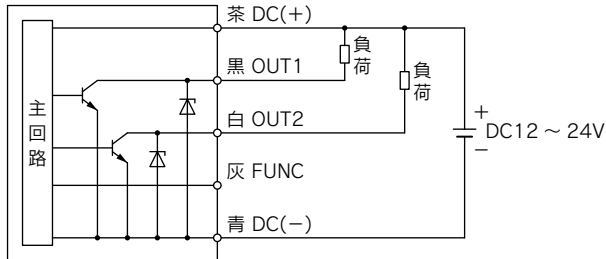 茶 DC(+)
負荷
黒 OUT1
負荷
主回路
白 OUT2
+
DC12 ~ 24V
−
灰 FUNC
青 DC(−)